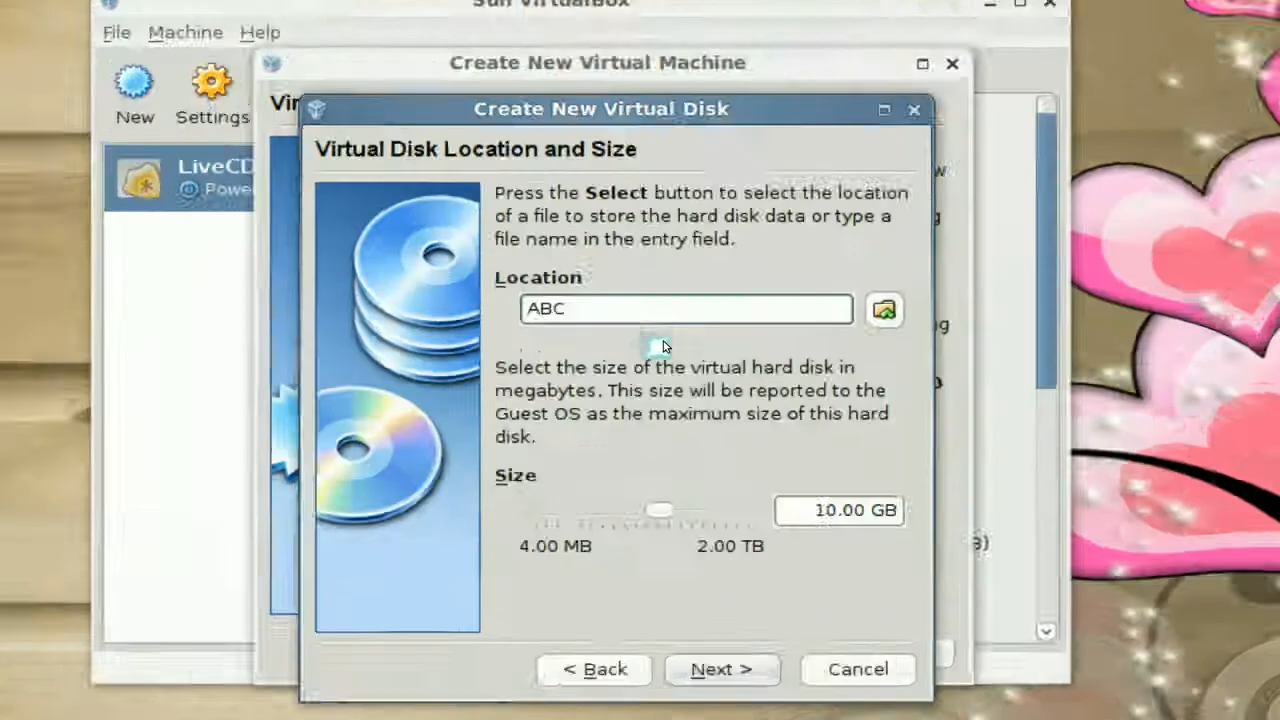 Sun VirtualBox
File Machine Help
Create New Virtual Machine
New
Settings
Create New Virtual Disk
Virtual Disk Location and Size
LiveCD
Press the Select button to select the location
of a file to store the hard disk data or type a
file name in the entry field.
Location
ABC
Select the size of the virtual hard disk in
megabytes. This size will be reported to the
Guest OS as the maximum size of this hard
disk.
Size
10.00 GB
4.00 MB
2.00 TB
< Back
Next >
Cancel